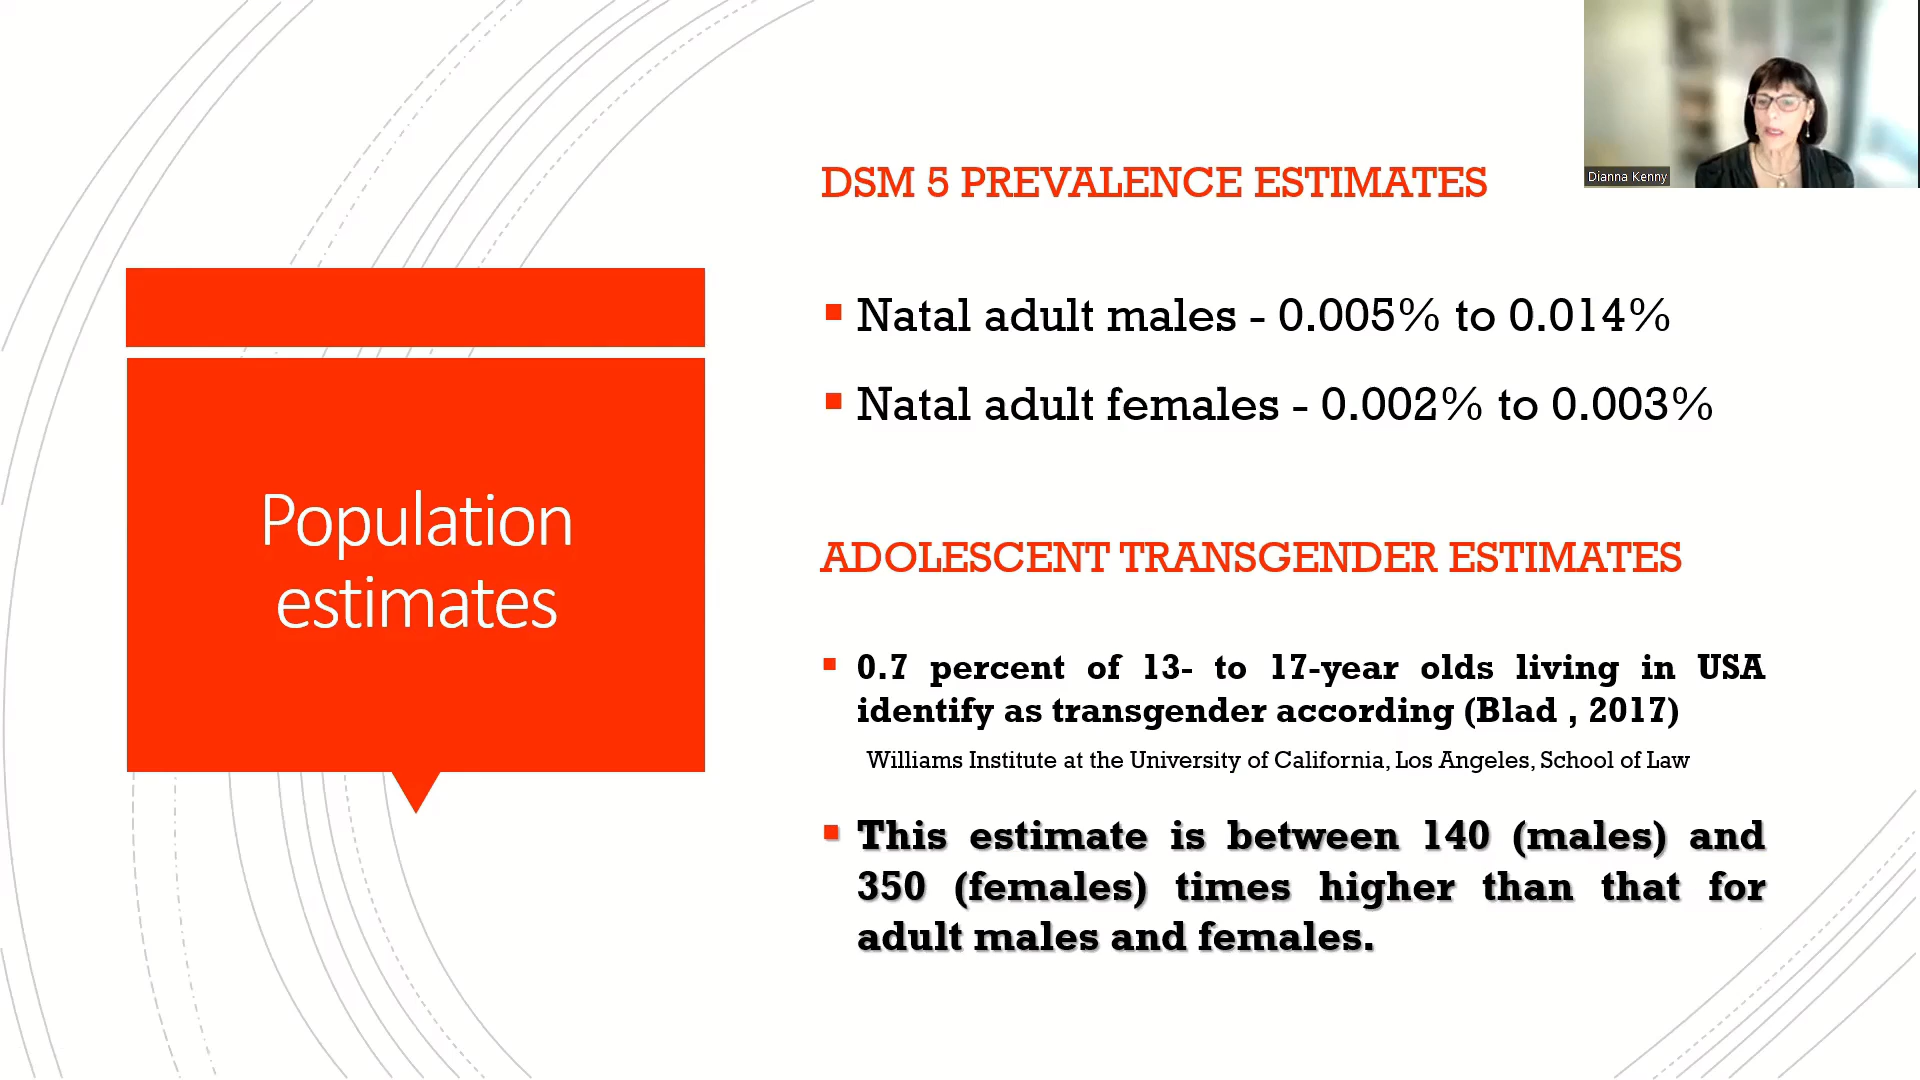 Dianna Kenny
Population
estimates
DSM 5 PREVALENCE ESTIMATES
Natal adult males - 0.005% to 0.014%
Natal adult females - 0.002% to 0.003%
ADOLESCENT TRANSGENDER ESTIMATES
0.7 percent of 13- to 17-year olds living in USA
identify as transgender according (Blad , 2017)
Williams Institute at the University of California, Los Angeles, School of Law
This estimate is between 140 (males) and
350 (females) times higher than that for
adult males and females.